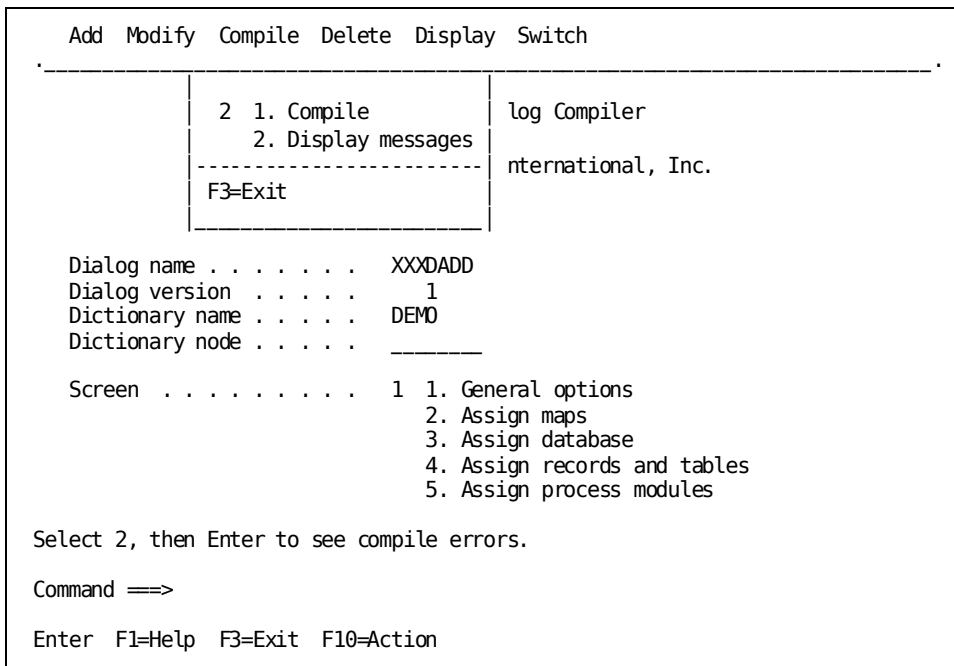 Add  Modify  Compile  Delete  Display  Switch
2  1. Compile  log Compiler
2. Display messages
nternational, Inc.
F3=Exit
Dialog name . . . . . . .  XXXDADD
Dialog version  . . . . .  1
Dictionary name . . . . .  DEMO
Dictionary node . . . . .  ________
Screen  . . . . . . . . .  1  1. General options
2. Assign maps
3. Assign database
4. Assign records and tables
5. Assign process modules
Select 2, then Enter to see compile errors.
Command ===>
Enter  F1=Help  F3=Exit  F10=Action